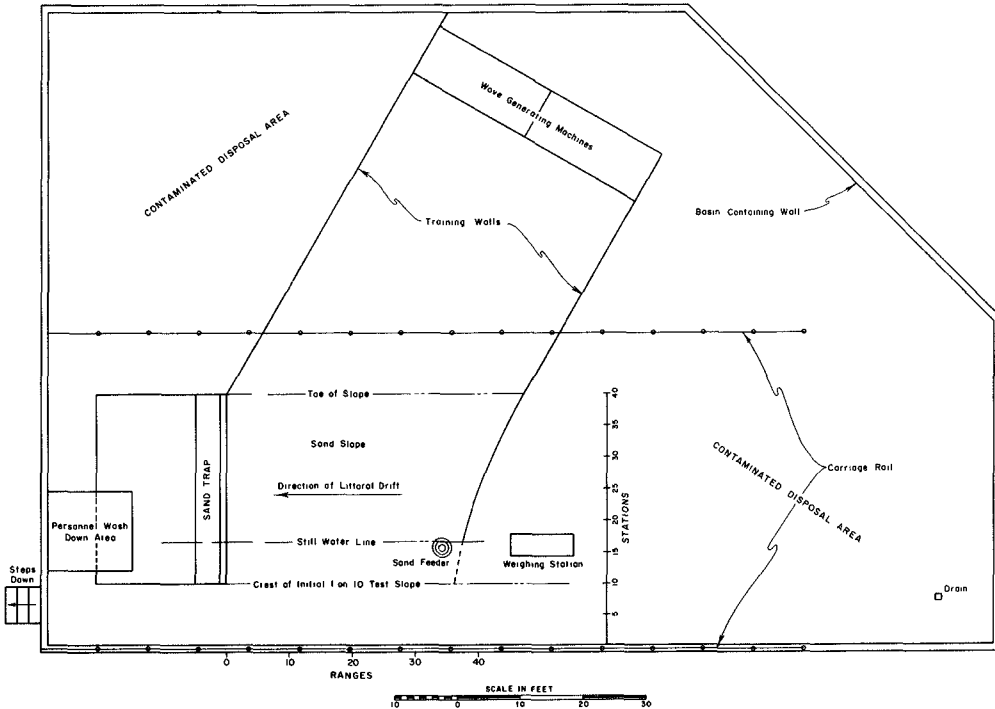 Wave Generating Machines
CONTAMINATED DISPOSAL AREA
Training Walls
Basin Containing Wall
Toe of Slope
40
35
Sand Slope
30
SAND TRAP
Carriage Rail
CONTAMINATED DISPOSAL AREA
Direction of Littoral Drift
25
STATIONS
20
Personnel Wash
Down Area
Still Water Line
15
Sand Feeder
Weighing Station
Steps
Down
Crest of Initial 1 on 10 Test Slope
10
Drain
5
0 10 20 30 40
RANGES
SCALE IN FEET
10 0 10 20 30